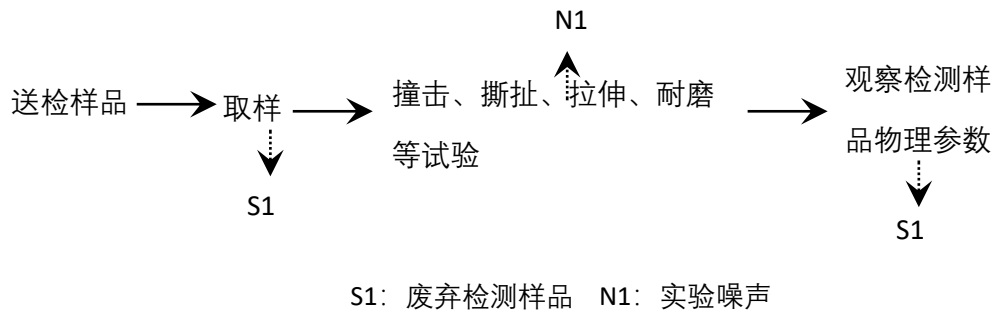 N1
送检样品
取样
撞击、撕扯、拉伸、耐磨
等试验
观察检测样
品物理参数
S1
S1
S1：废弃检测样品 N1：实验噪声